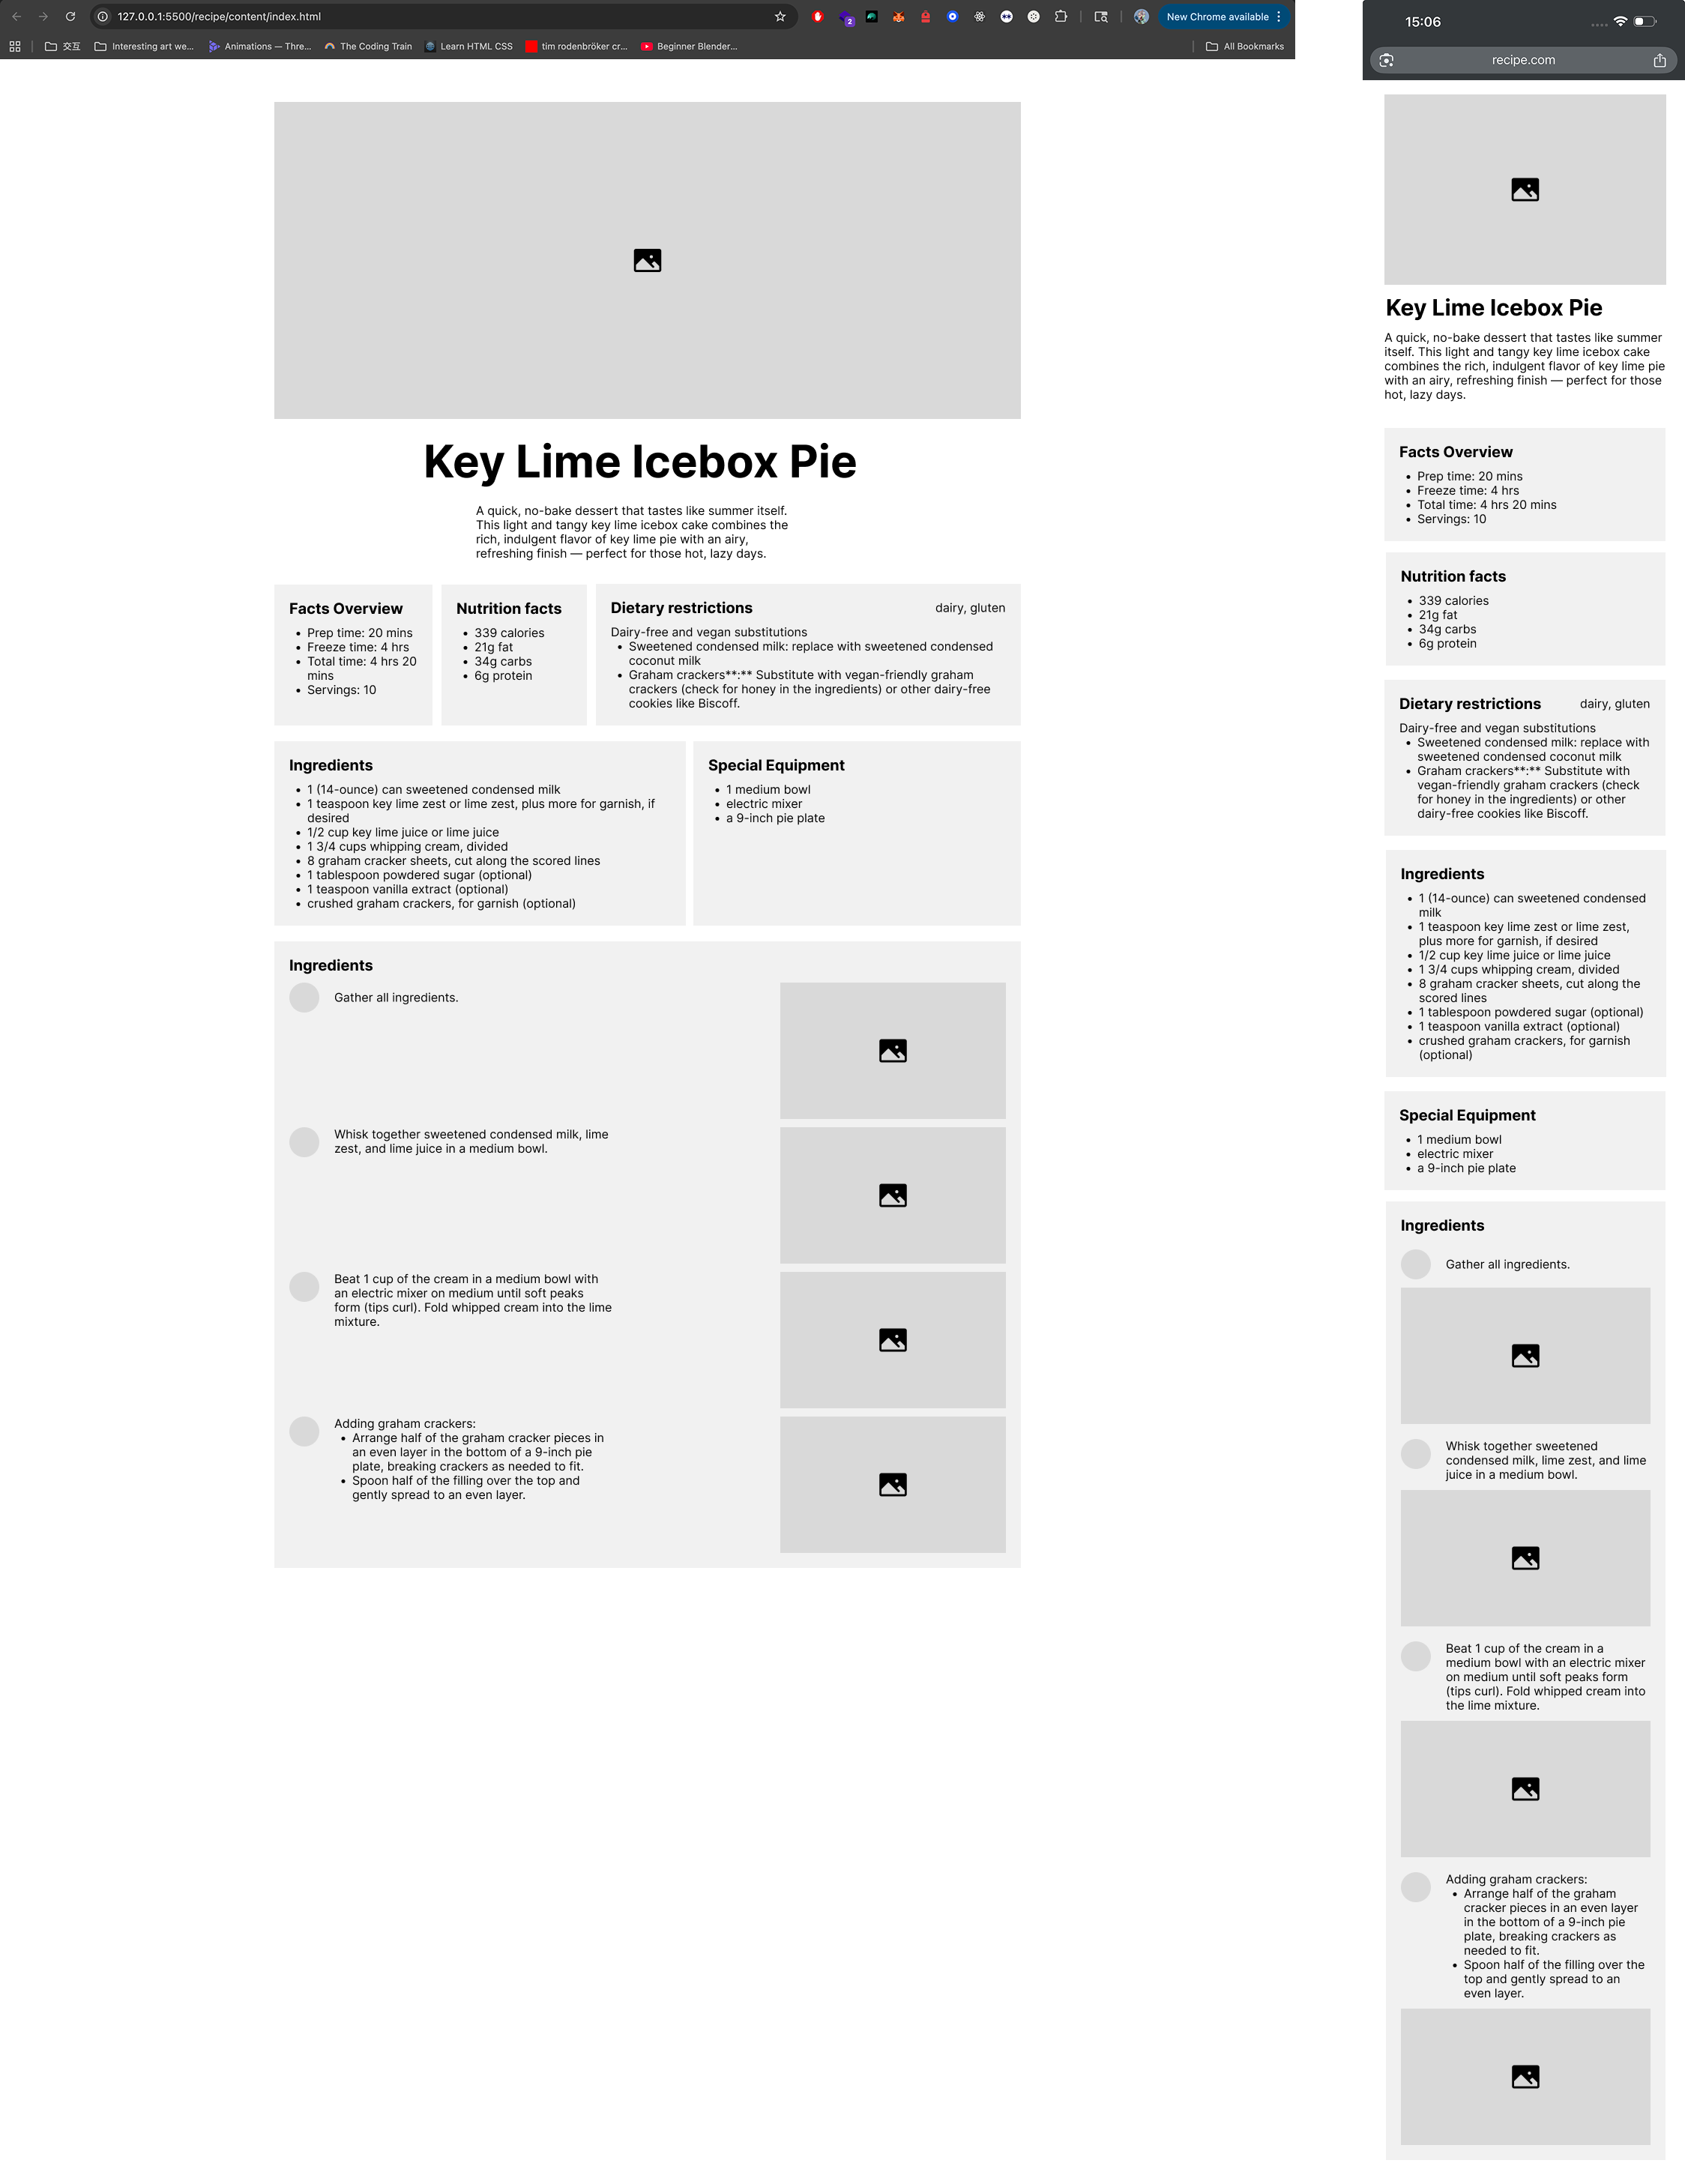 127.0.0.1:5500/recipe/content/index.html
2
New Chrome available
交互
Interesting art we...
Animations — Thre...
The Coding Train
Learn HTML CSS
tim rodenbröker cr...
Beginner Blender...
All Bookmarks
Key Lime Icebox Pie
A quick, no-bake dessert that tastes like summer itself.
This light and tangy key lime icebox cake combines the
rich, indulgent flavor of key lime pie with an airy,
refreshing finish — perfect for those hot, lazy days.
Facts Overview
• Prep time: 20 mins
• Freeze time: 4 hrs
• Total time: 4 hrs 20
mins
• Servings: 10
Nutrition facts
• 339 calories
• 21g fat
• 34g carbs
• 6g protein
Dietary restrictions
dairy, gluten
Dairy-free and vegan substitutions
• Sweetened condensed milk: replace with sweetened condensed
coconut milk
• Graham crackers**:** Substitute with vegan-friendly graham
crackers (check for honey in the ingredients) or other dairy-free
cookies like Biscoff.
Ingredients
• 1 (14-ounce) can sweetened condensed milk
• 1 teaspoon key lime zest or lime zest, plus more for garnish, if
desired
• 1/2 cup key lime juice or lime juice
• 1 3/4 cups whipping cream, divided
• 8 graham cracker sheets, cut along the scored lines
• 1 tablespoon powdered sugar (optional)
• 1 teaspoon vanilla extract (optional)
• crushed graham crackers, for garnish (optional)
Special Equipment
• 1 medium bowl
• electric mixer
• a 9-inch pie plate
Ingredients
Gather all ingredients.
Whisk together sweetened condensed milk, lime
zest, and lime juice in a medium bowl.
Beat 1 cup of the cream in a medium bowl with
an electric mixer on medium until soft peaks
form (tips curl). Fold whipped cream into the lime
mixture.
Adding graham crackers:
• Arrange half of the graham cracker pieces in
an even layer in the bottom of a 9-inch pie
plate, breaking crackers as needed to fit.
• Spoon half of the filling over the top and
gently spread to an even layer.
15:06
recipe.com
Key Lime Icebox Pie
A quick, no-bake dessert that tastes like summer
itself. This light and tangy key lime icebox cake
combines the rich, indulgent flavor of key lime pie
with an airy, refreshing finish — perfect for those
hot, lazy days.
Facts Overview
• Prep time: 20 mins
• Freeze time: 4 hrs
• Total time: 4 hrs 20 mins
• Servings: 10
Nutrition facts
• 339 calories
• 21g fat
• 34g carbs
• 6g protein
Dietary restrictions
dairy, gluten
Dairy-free and vegan substitutions
• Sweetened condensed milk: replace with
sweetened condensed coconut milk
• Graham crackers**:** Substitute with
vegan-friendly graham crackers (check
for honey in the ingredients) or other
dairy-free cookies like Biscoff.
Ingredients
• 1 (14-ounce) can sweetened condensed
milk
• 1 teaspoon key lime zest or lime zest,
plus more for garnish, if desired
• 1/2 cup key lime juice or lime juice
• 1 3/4 cups whipping cream, divided
• 8 graham cracker sheets, cut along the
scored lines
• 1 tablespoon powdered sugar (optional)
• 1 teaspoon vanilla extract (optional)
• crushed graham crackers, for garnish
(optional)
Special Equipment
• 1 medium bowl
• electric mixer
• a 9-inch pie plate
Ingredients
Gather all ingredients.
Whisk together sweetened
condensed milk, lime zest, and lime
juice in a medium bowl.
Beat 1 cup of the cream in a
medium bowl with an electric mixer
on medium until soft peaks form
(tips curl). Fold whipped cream into
the lime mixture.
Adding graham crackers:
• Arrange half of the graham
cracker pieces in an even layer
in the bottom of a 9-inch pie
plate, breaking crackers as
needed to fit.
• Spoon half of the filling over the
top and gently spread to an
even layer.